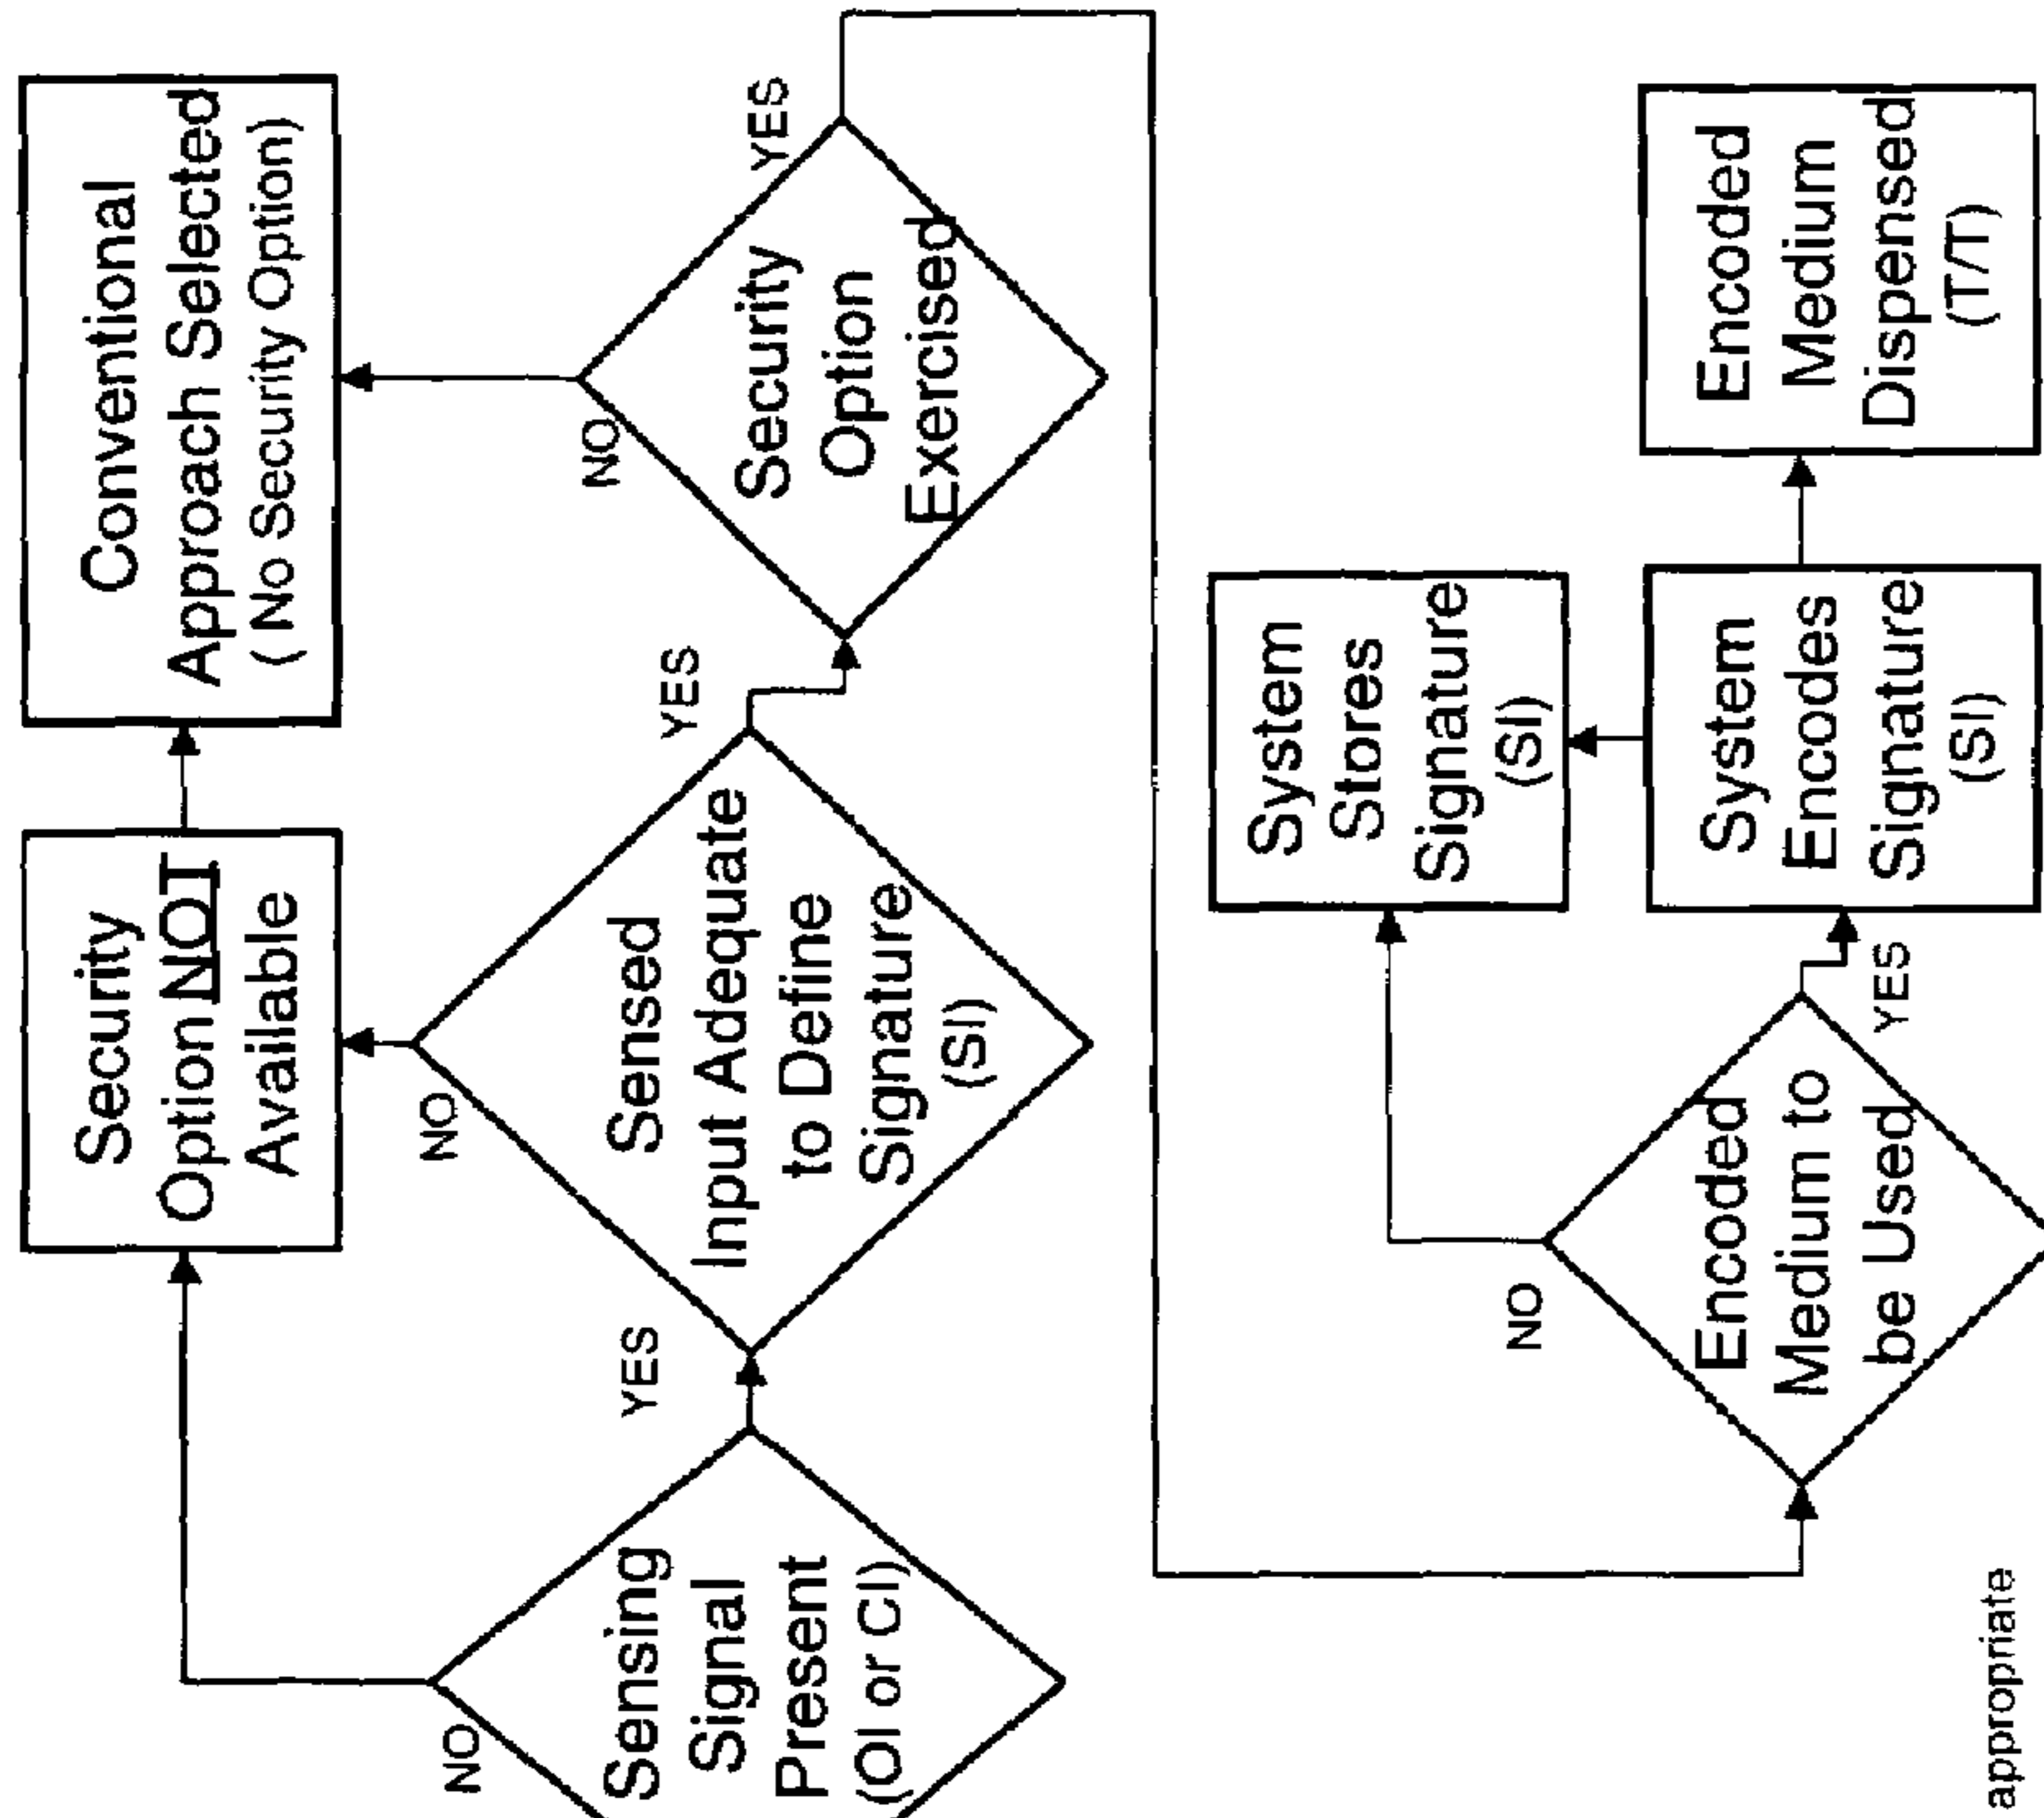 Security
Option NOT
Available
Conventional
Approach Selected
( No Security Option)
NO
Sensing
Signal
Present
(OI or CI)
YES
NO
Sensed
Input Adequate
to Define
Signature
(SI)
YES
NO
Security
Option
Exercised
YES
NO
Encoded
Medium to
be Used
YES
System
Stores
Signature
(SI)
System
Encodes
Signature
(SI)
Encoded
Medium
Dispensed
(T/T)
appropriate